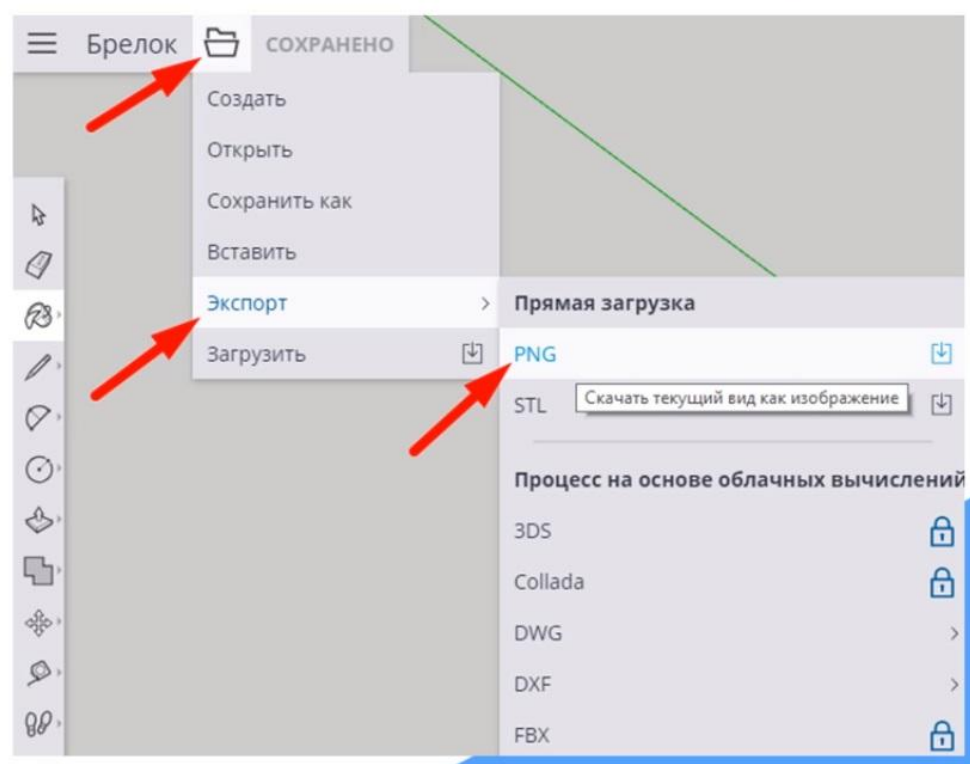 Брелок СОХРАНЕНО
Создать
Открыть
Сохранить как
Вставить
Экспорт
Загрузить
Прямая загрузка
PNG
Скачать текущий вид как изображение
STL
Процесс на основе облачных вычислений
3DS
Collada
DWG
DXF
FBX